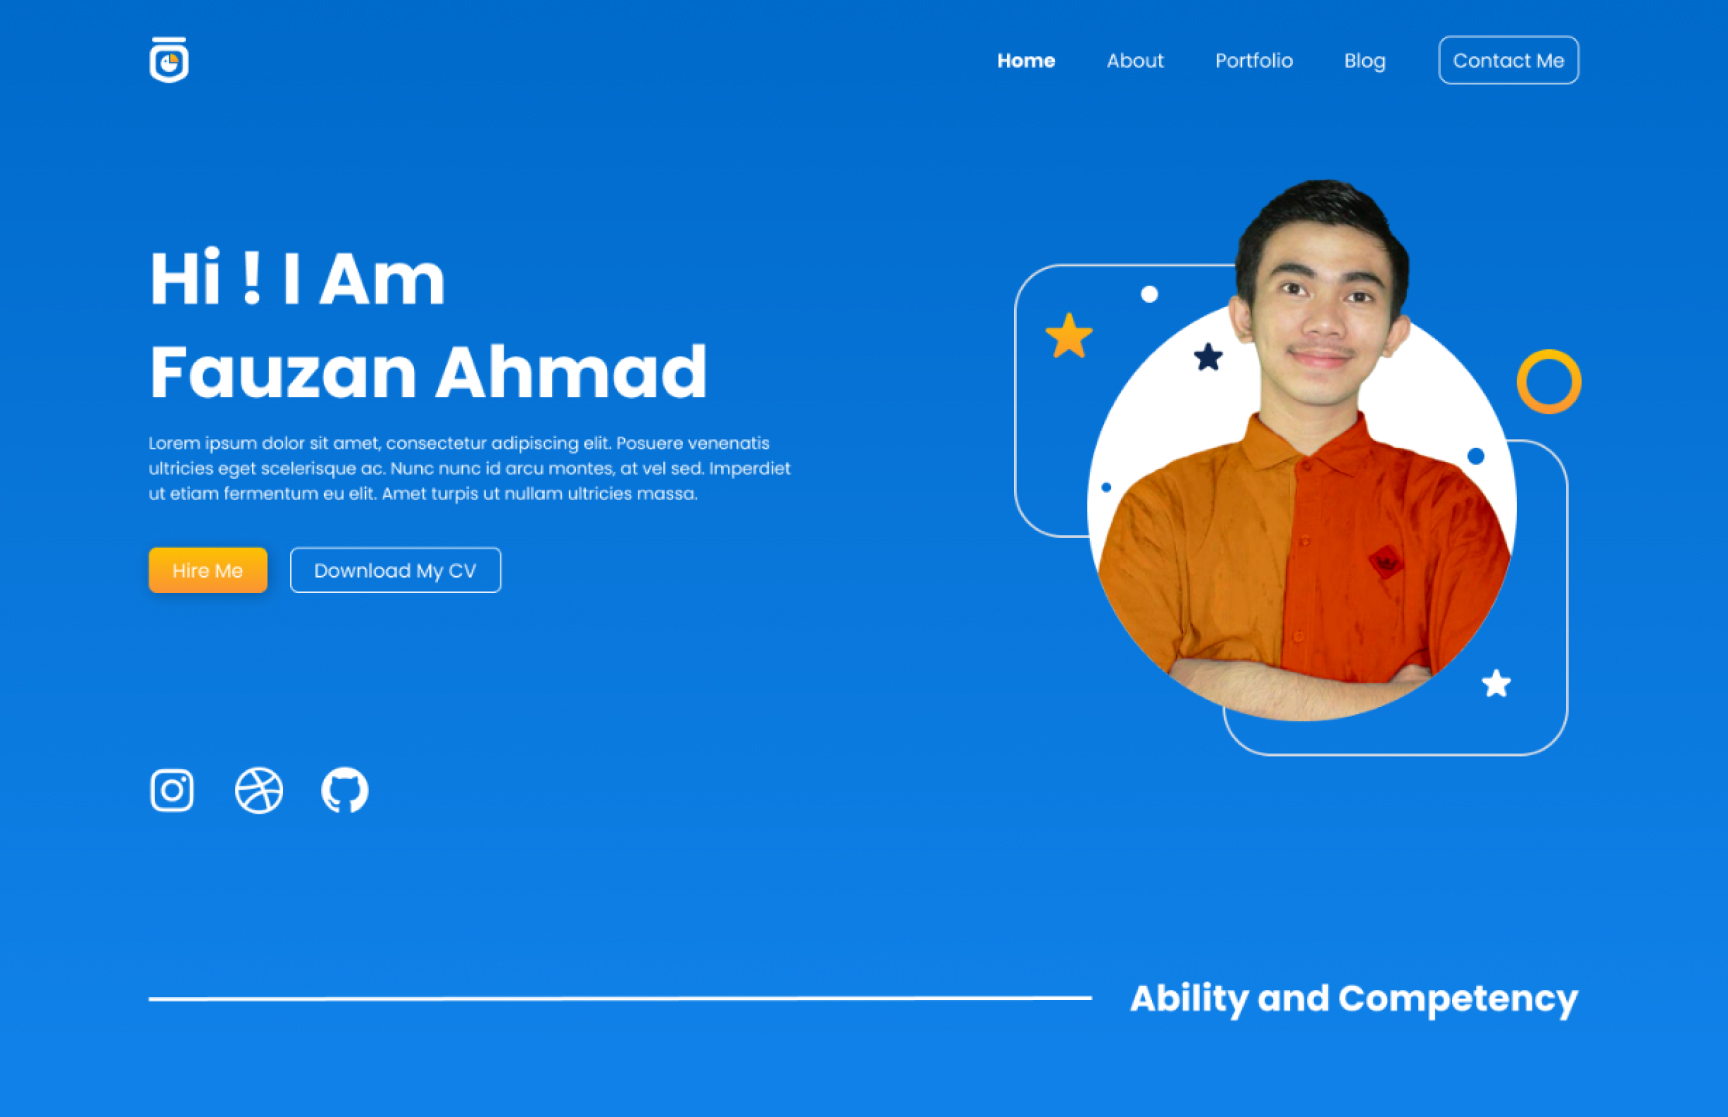 Home
About
Portfolio
Blog
Contact Me
Hi ! I Am
Fauzan Ahmad
Lorem ipsum dolor sit amet, consectetur adipiscing elit. Posuere venenatis
ultricies eget scelerisque ac. Nunc nunc id arcu montes, at vel sed. Imperdiet
ut etiam fermentum eu elit. Amet turpis ut nullam ultricies massa.
Hire Me
Download My CV
Ability and Competency